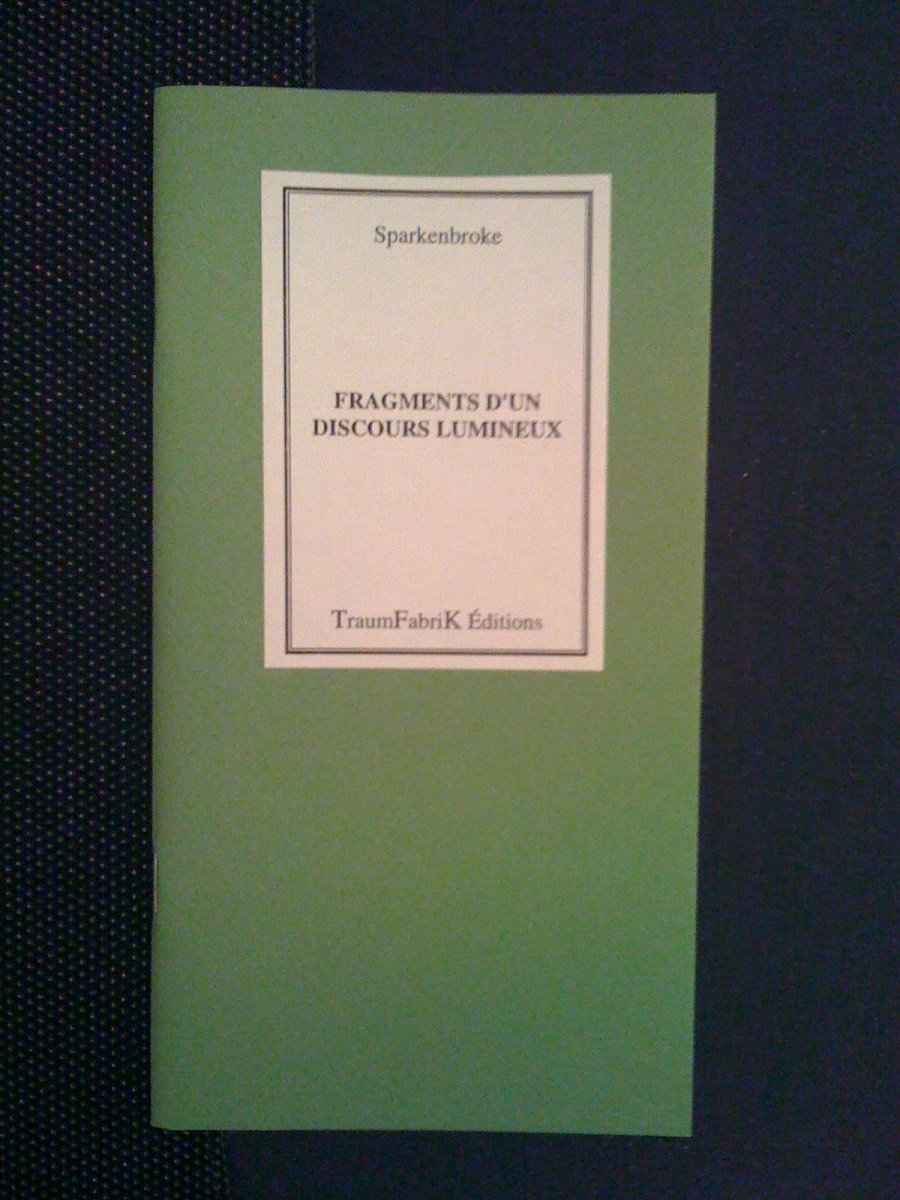 Sparkenbroke
FRAGMENTS D'UN
DISCOURS LUMINEUX
TraumFabriK Éditions